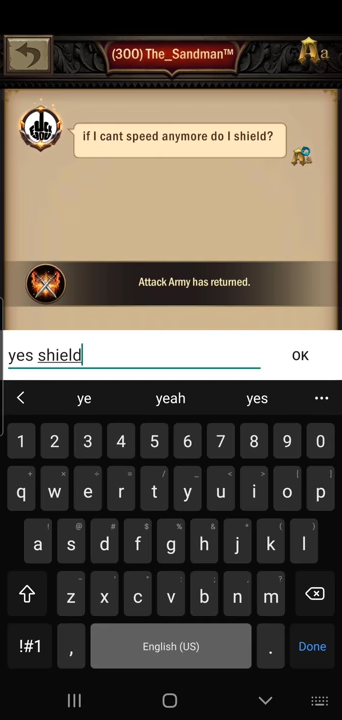 (300) The_Sandman™
Aa
if I cant speed anymore do I shield?
Attack Army has returned.
yes shield
OK
ye yeah yes
1 2 3 4 5 6 7 8 9 0
+ × ÷ = / _ < > [ ]
q w e r t y u i o p
! @ # $ % ^ & * ( )
a s d f g h j k l
- ' " : ; , ?
z x c v b n m
!#1 , English (US) . Done